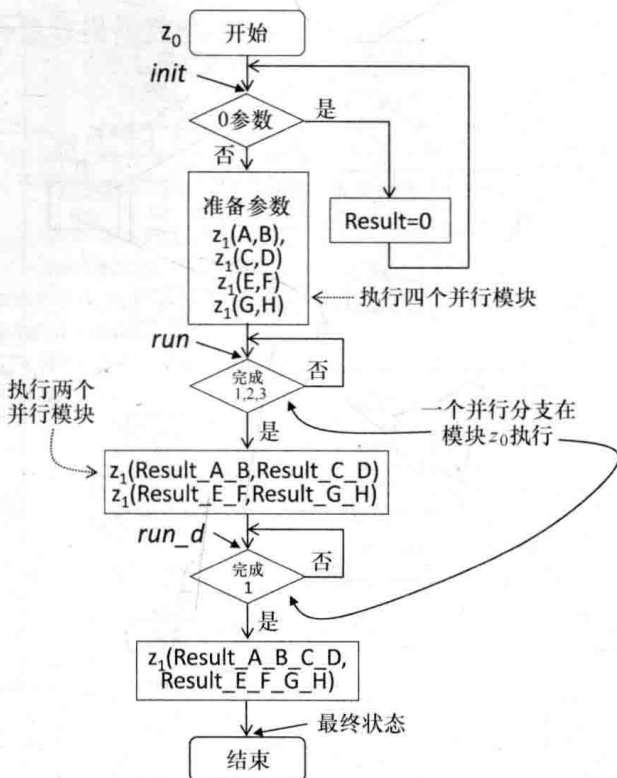 z0
开始
init
0参数
是
否
准备参数
z1(A,B),
z1(C,D)
z1(E,F)
z1(G,H)
Result=0
执行四个并行模块
run
完成
1,2,3
否
是
执行两个
并行模块
一个并行分支在
模块z0执行
z1(Result_A_B,Result_C_D)
z1(Result_E_F,Result_G_H)
run_d
完成
1
否
是
z1(Result_A_B_C_D,
Result_E_F_G_H)
最终状态
结束